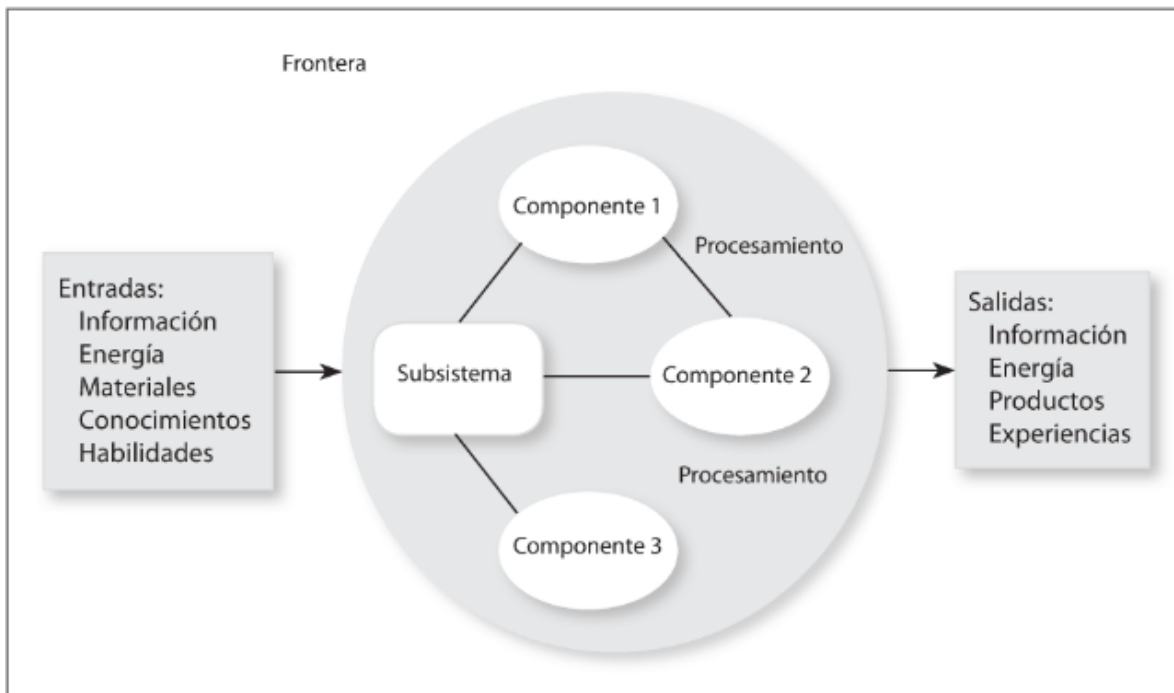 Frontera
Componente 1
Procesamiento
Entradas:
Información
Energía
Materiales
Conocimientos
Habilidades
Subsistema
Componente 2
Salidas:
Información
Energía
Productos
Experiencias
Procesamiento
Componente 3